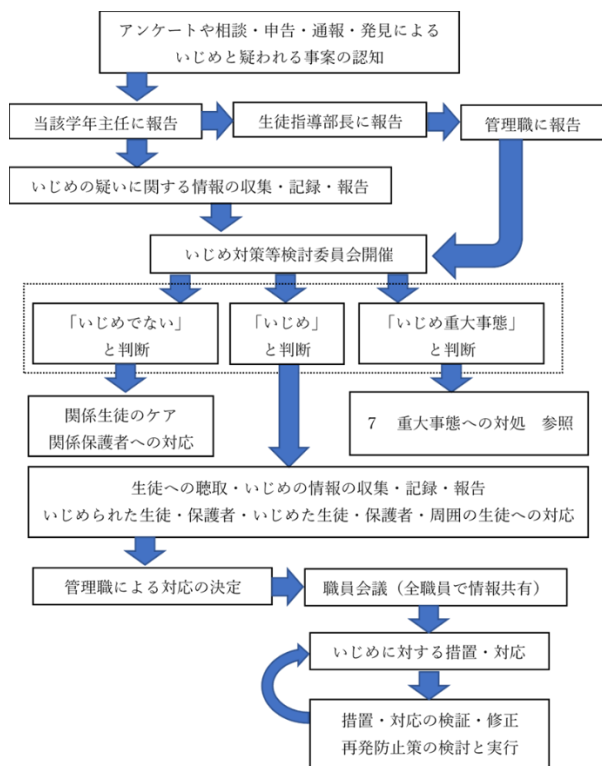 アンケートや相談・申告・通報・発見による
いじめと疑われる事案の認知
当該学年主任に報告
生徒指導部長に報告
管理職に報告
いじめの疑いに関する情報の収集・記録・報告
いじめ対策等検討委員会開催
「いじめでない」
と判断
「いじめ」
と判断
「いじめ重大事態」
と判断
関係生徒のケア
関係保護者への対応
7　重大事態への対処　参照
生徒への聴取・いじめの情報の収集・記録・報告
いじめられた生徒・保護者・いじめた生徒・保護者・周囲の生徒への対応
管理職による対応の決定
職員会議（全職員で情報共有）
いじめに対する措置・対応
措置・対応の検証・修正
再発防止策の検討と実行